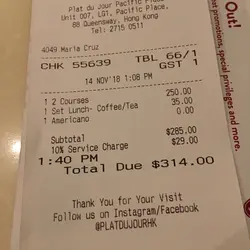 Plat du Jour Pacific Place
Unit 007, LG1, Pacific Place,
88 Queensway, Hong Kong
Tel: 2715 0511
4049 Maria Cruz
CHK 55639 TBL 66/1
GST 1
14 NOV'18 1:08 PM
1 2 Courses 250.00
1 Set Lunch- Coffee/Tea 35.00
1 Americano 0.00
Subtotal $285.00
10% Service Charge $29.00
1:40 PM
Total Due $314.00
Thank You for Your Visit
Follow us on Instagram/Facebook
@PLATDUJOURHK
Out!
promotions,
special privileges and more.